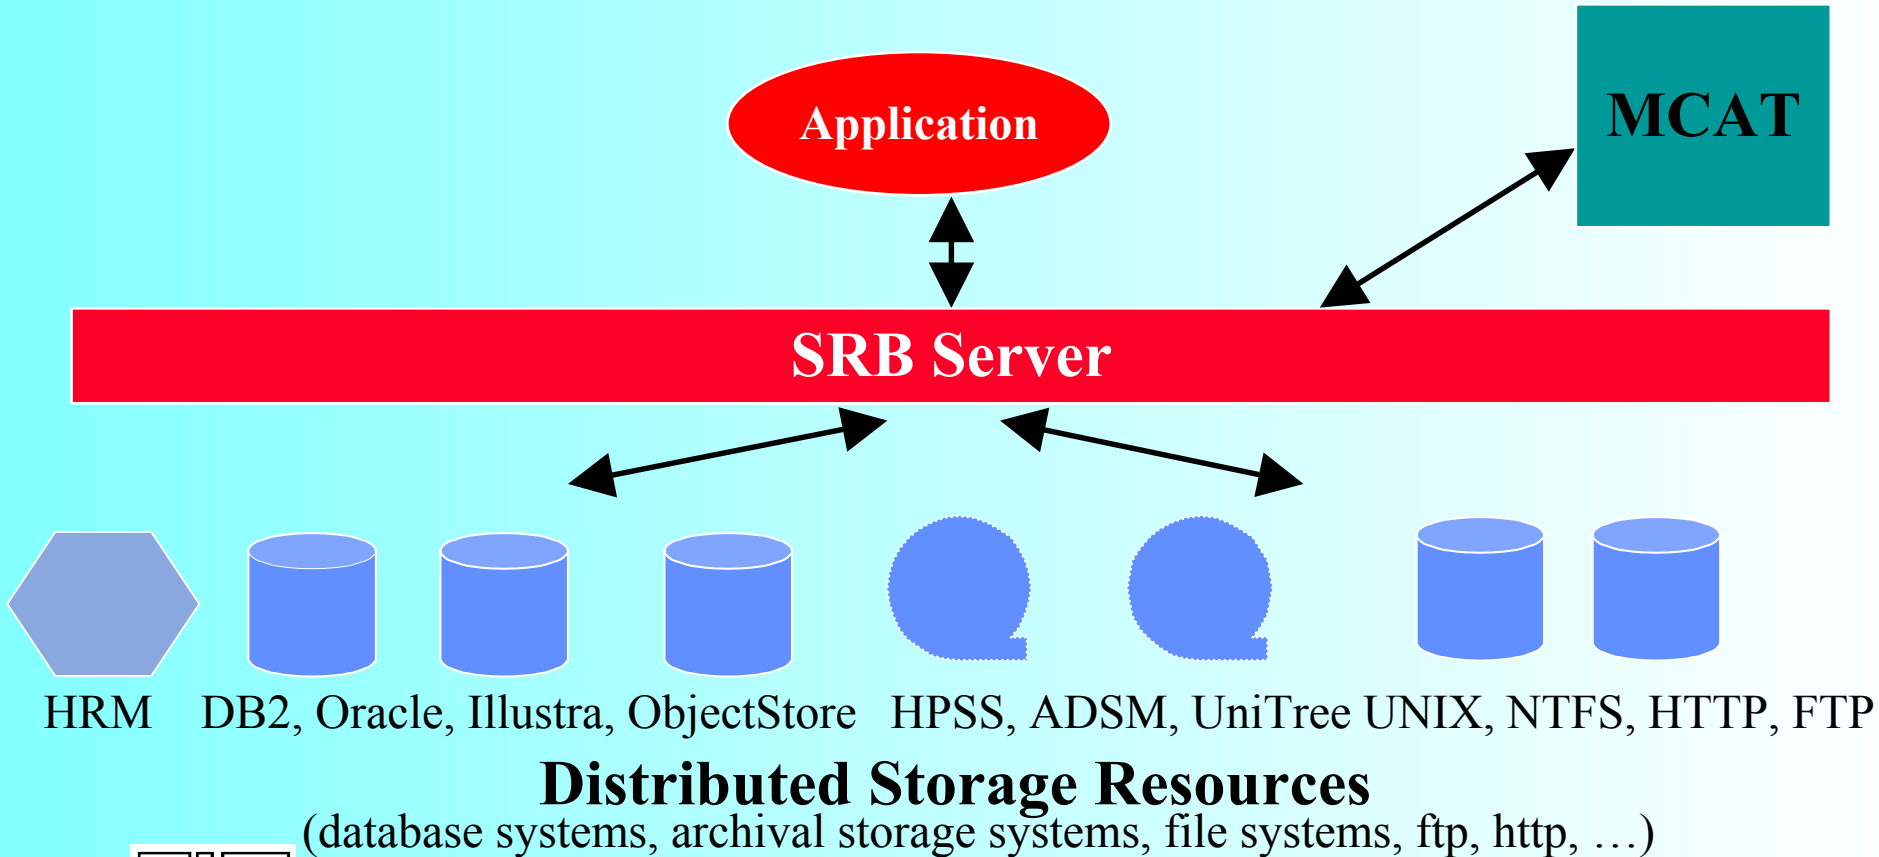 Application
MCAT
SRB Server
HRM DB2, Oracle, Illustra, ObjectStore HPSS, ADSM, UniTree UNIX, NTFS, HTTP, FTP
Distributed Storage Resources
(database systems, archival storage systems, file systems, ftp, http, …)